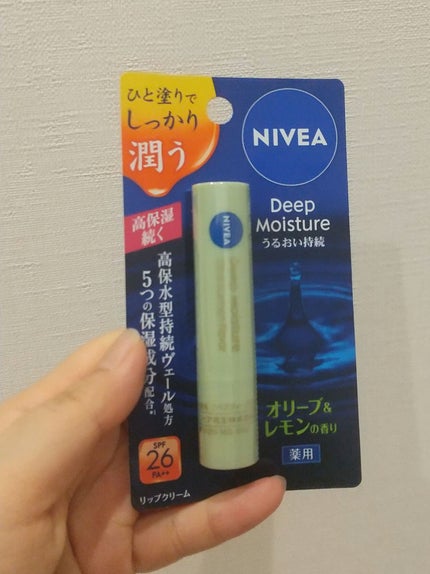 ひと塗りで
しっかり
潤う
NIVEA
Deep
Moisture
うるおい持続
高保湿
続く
高保水型持続ヴェール処方
5つの保湿成分配合
NIVEA
SPF
26
PA++
オリーブ&
レモンの香り
薬用
リップクリーム